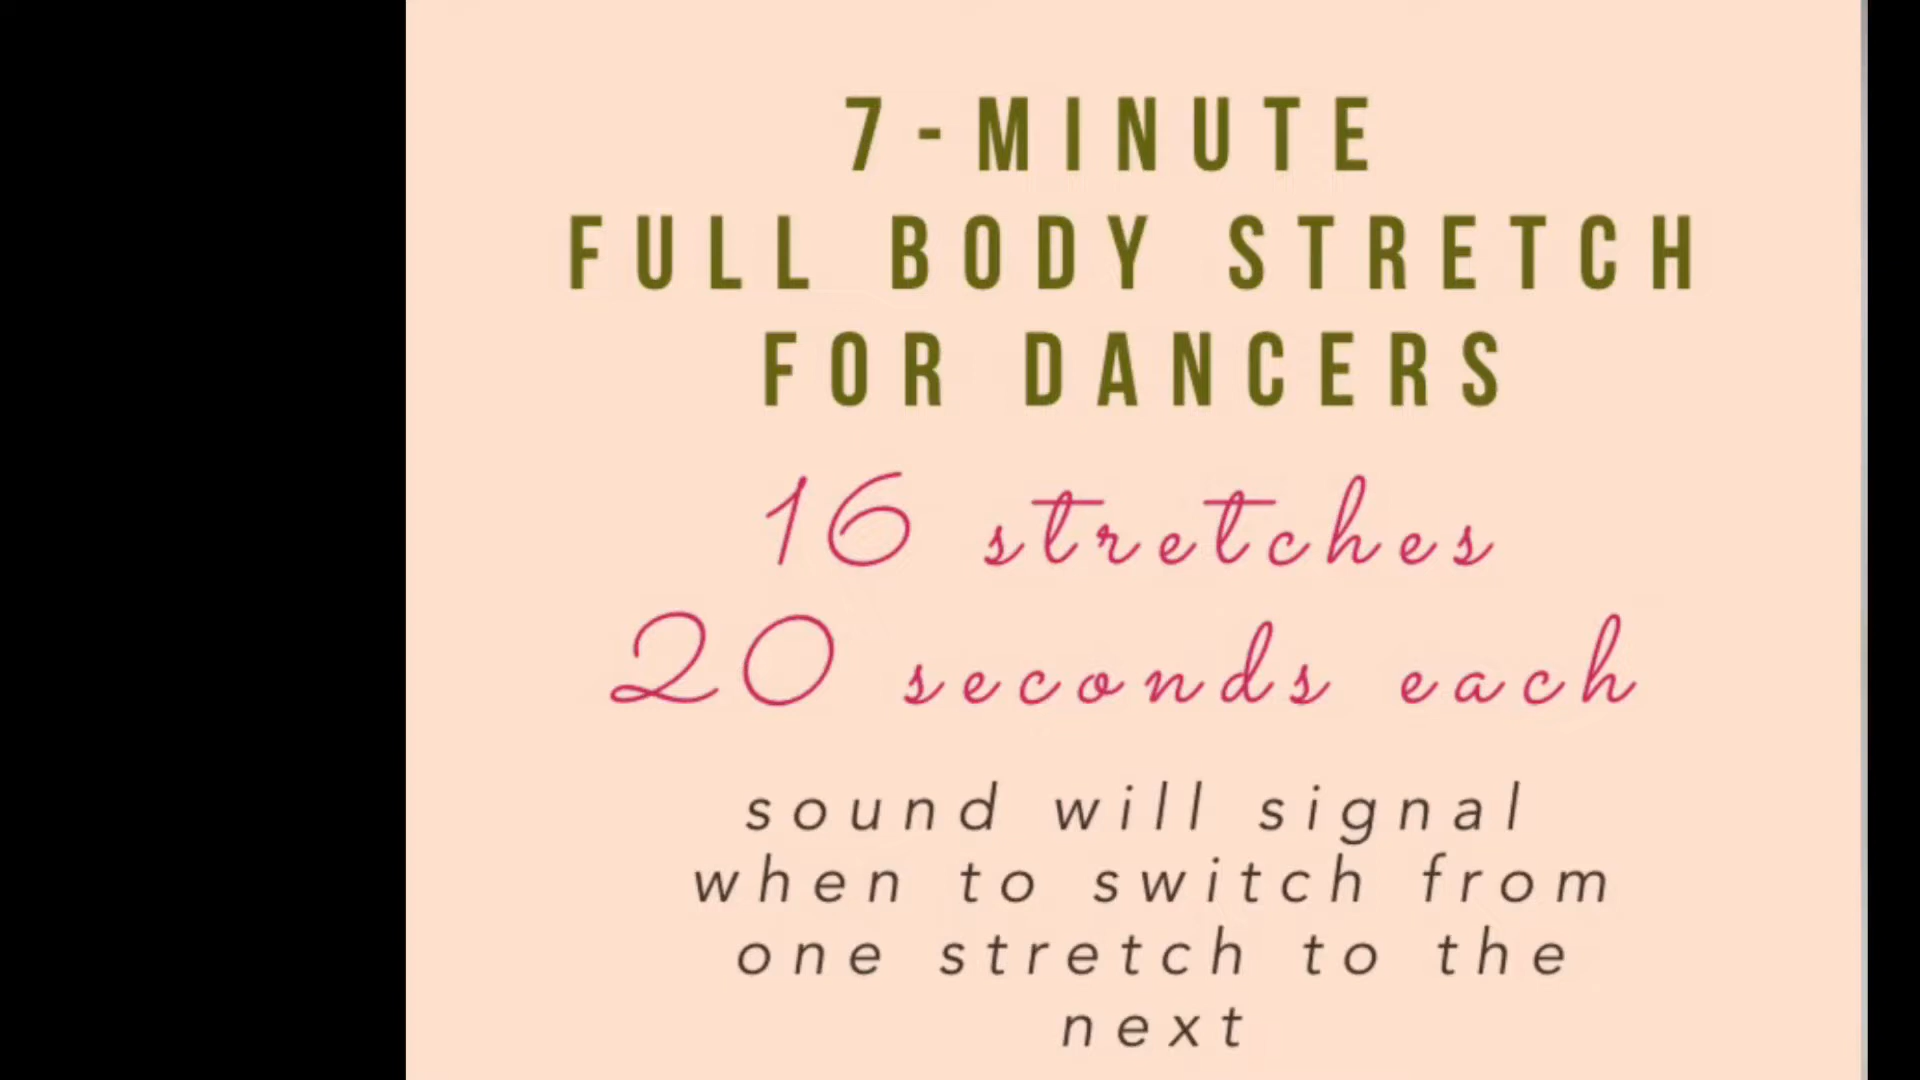 7-MINUTE
FULL BODY STRETCH
FOR DANCERS
16 stretches
20 seconds each
sound will signal
when to switch from
one stretch to the
next